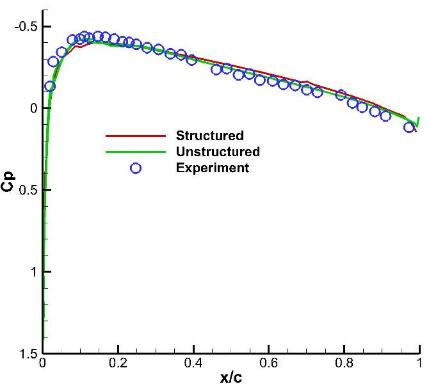 -0.5
0
0.5
1
1.5
Cp
Structured
Unstructured
Experiment
0 0.2 0.4 0.6 0.8 1
x/c